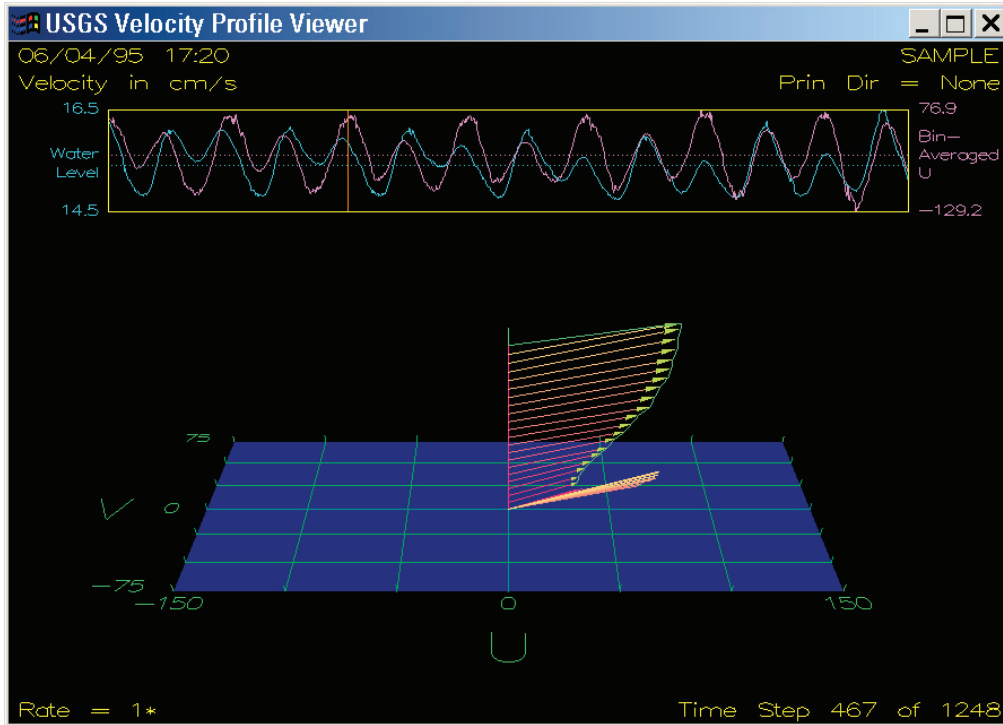 USGS Velocity Profile Viewer
06/04/95 17:20
SAMPLE
Velocity in cm/s
Prin Dir = None
16.5
76.9
Water
Level
Bin-
Averaged
U
14.5
-129.2
75
V
0
-75
-150
0
150
U
Rate = 1*
Time Step 467 of 1248